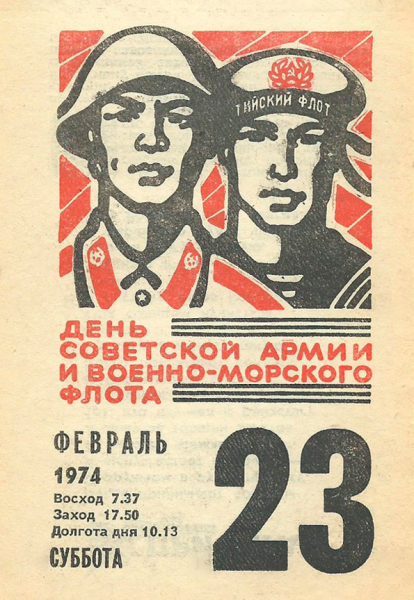 ТИЙСКИЙ ФЛОТ
ДЕНЬ
СОВЕТСКОЙ АРМИИ
И ВОЕННО-МОРСКОГО
ФЛОТА
ФЕВРАЛЬ
1974
Восход 7.37
Заход 17.50
Долгота дня 10.13
СУББОТА
23